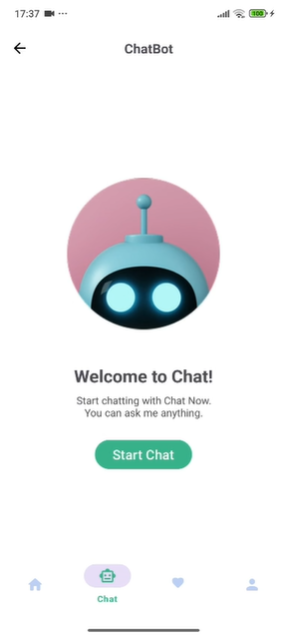 17:37
100
ChatBot
Welcome to Chat!
Start chatting with Chat Now.
You can ask me anything.
Start Chat
Chat